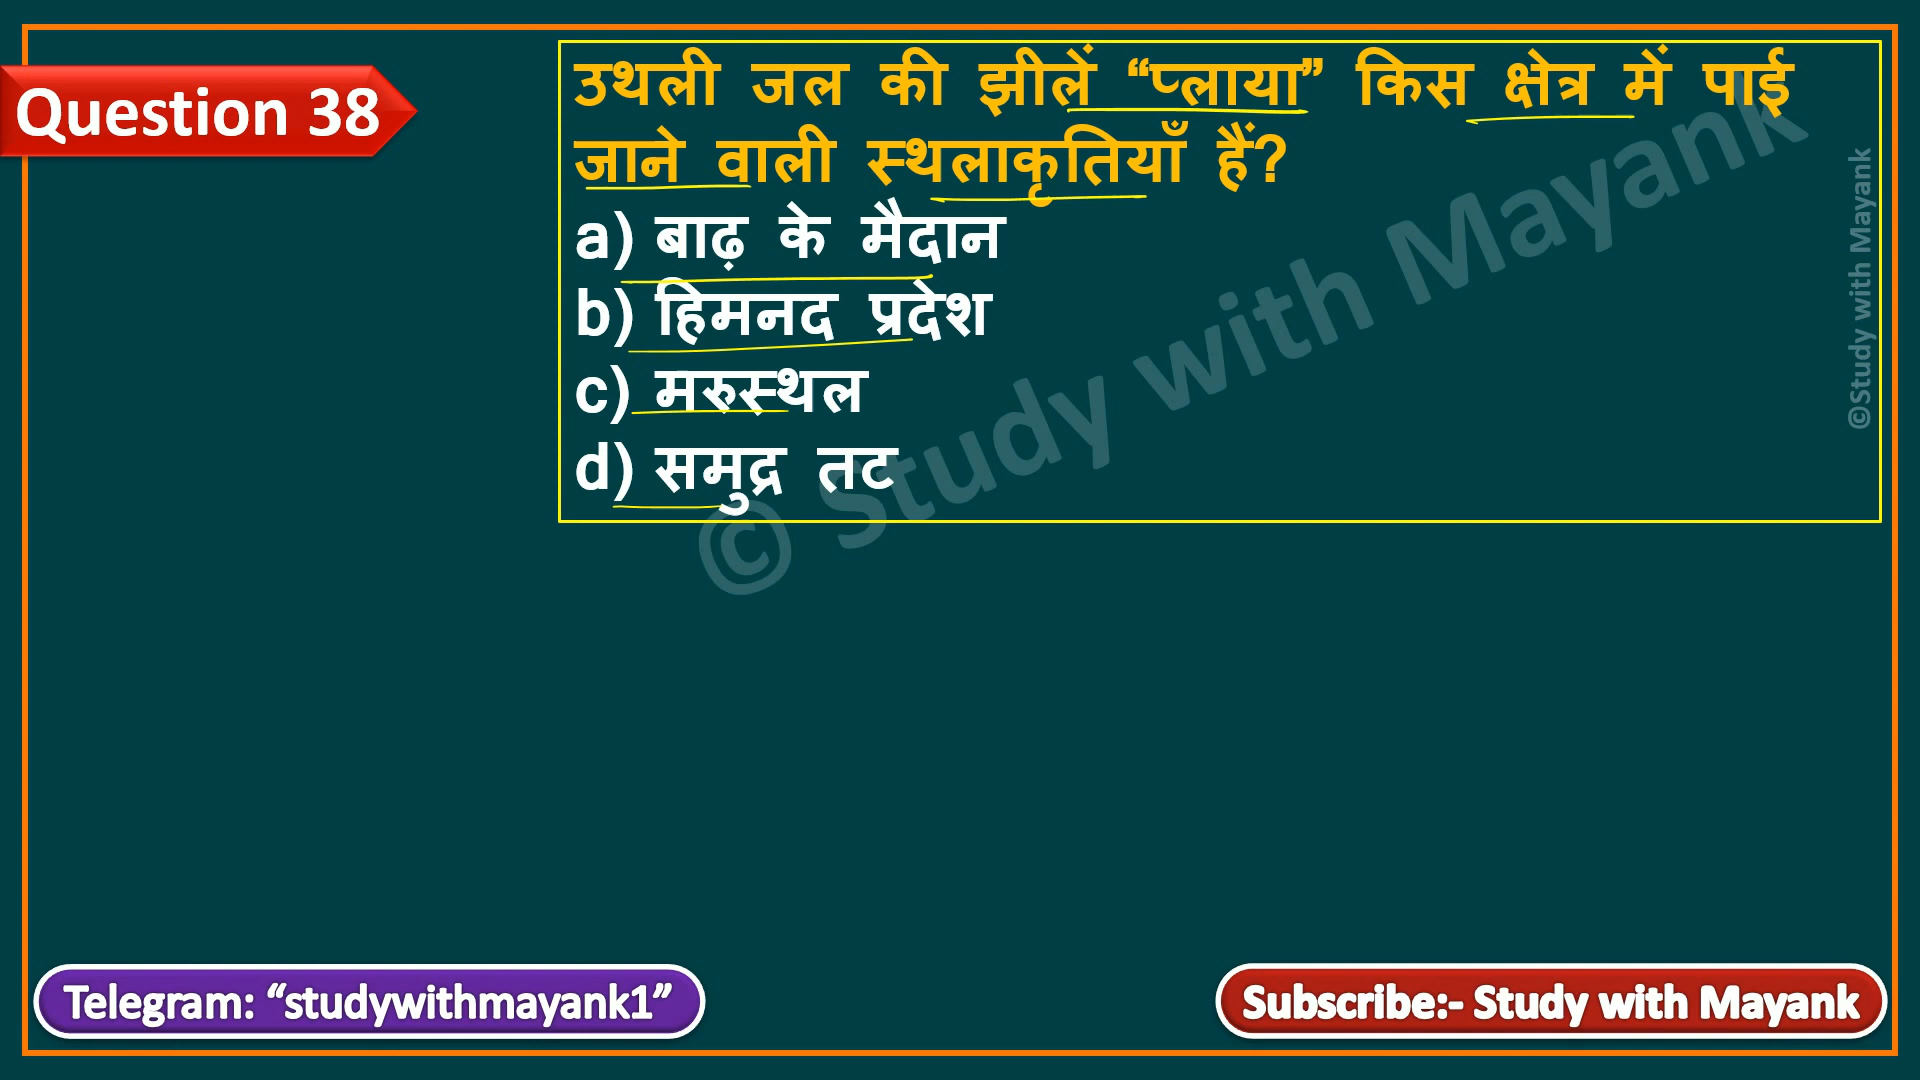 Question 38
उथली जल की झीलें “प्लाया” किस क्षेत्र में पाई
जाने वाली स्थलाकृतियाँ हैं?
a) बाढ़ के मैदान
b) हिमनद प्रदेश
c) मरुस्थल
d) समुद्र तट
© Study with Mayank
©Study with Mayank
Telegram: “studywithmayank1”
Subscribe:- Study with Mayank